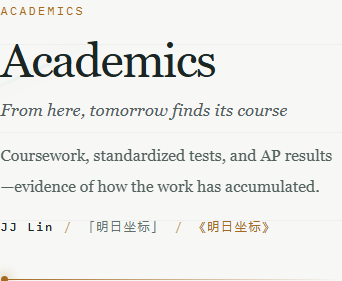 ACADEMICS
Academics
From here, tomorrow finds its course
Coursework, standardized tests, and AP results
—evidence of how the work has accumulated.
JJ Lin / 「明日坐标」 / 《明日坐标》